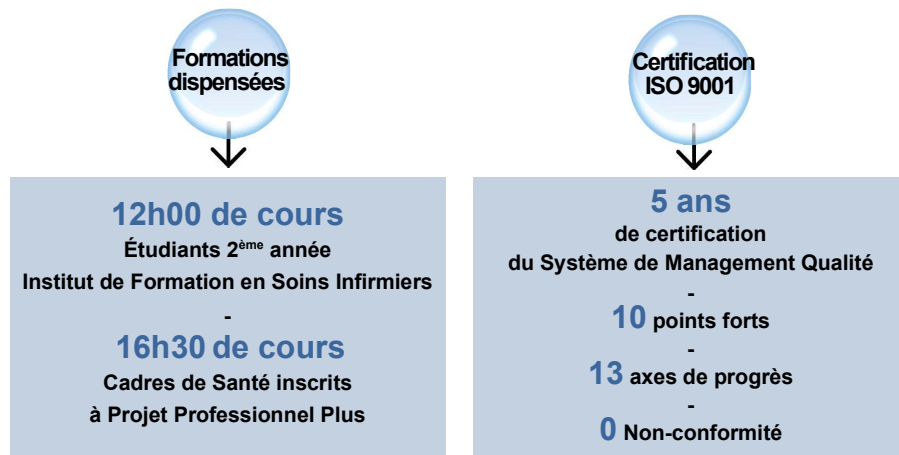 Formations
dispensées
12h00 de cours
Étudiants 2ème année
Institut de Formation en Soins Infirmiers
-
16h30 de cours
Cadres de Santé inscrits
à Projet Professionnel Plus
Certification
ISO 9001
5 ans
de certification
du Système de Management Qualité
-
10 points forts
-
13 axes de progrès
-
0 Non-conformité